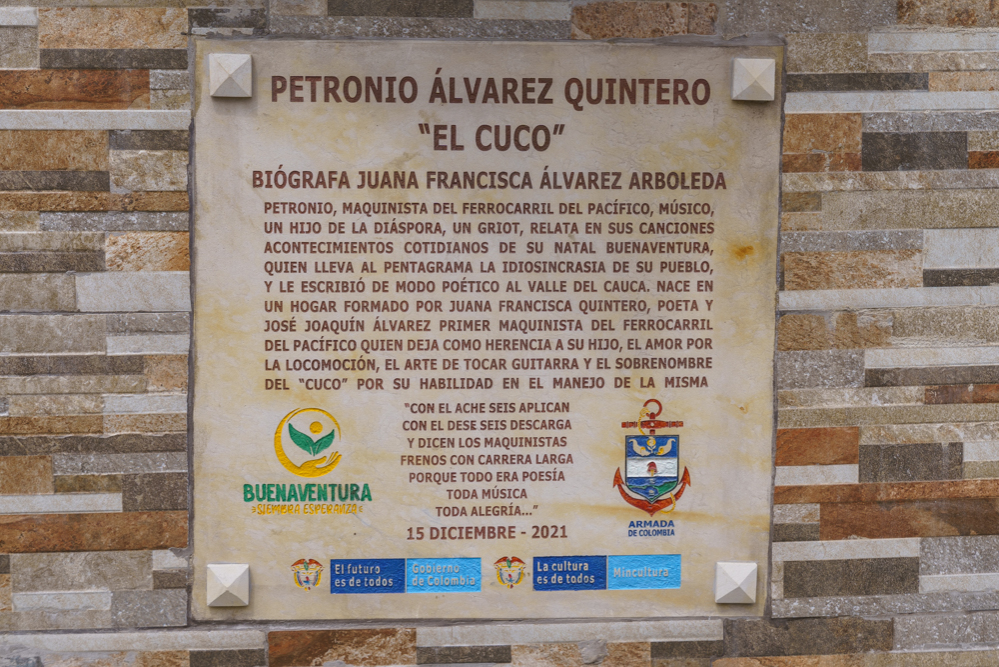 PETRONIO ÁLVAREZ QUINTERO
“EL CUCO”
BIÓGRAFA JUANA FRANCISCA ÁLVAREZ ARBOLEDA
PETRONIO, MAQUINISTA DEL FERROCARRIL DEL PACÍFICO, MÚSICO,
UN HIJO DE LA DIÁSPORA, UN GRIOT, RELATA EN SUS CANCIONES
ACONTECIMIENTOS COTIDIANOS DE SU NATAL BUENAVENTURA,
QUIEN LLEVA AL PENTAGRAMA LA IDIOSINCRASIA DE SU PUEBLO,
Y LE ESCRIBIÓ DE MODO POÉTICO AL VALLE DEL CAUCA. NACE EN
UN HOGAR FORMADO POR JUANA FRANCISCA QUINTERO, POETA Y
JOSÉ JOAQUÍN ÁLVAREZ PRIMER MAQUINISTA DEL FERROCARRIL
DEL PACÍFICO QUIEN DEJA COMO HERENCIA A SU HIJO, EL AMOR POR
LA LOCOMOCIÓN, EL ARTE DE TOCAR GUITARRA Y EL SOBRENOMBRE
DEL “CUCO” POR SU HABILIDAD EN EL MANEJO DE LA MISMA
“CON EL ACHE SEIS APLICAN
CON EL DESE SEIS DESCARGA
Y DICEN LOS MAQUINISTAS
FRENOS CON CARRERA LARGA
PORQUE TODO ERA POESÍA
TODA MÚSICA
TODA ALEGRÍA...”
15 DICIEMBRE - 2021
BUENAVENTURA
SIEMBRA ESPERANZA
ARMADA
DE COLOMBIA
El futuro
es de todos
Gobierno
de Colombia
La cultura
es de todos
Mincultura